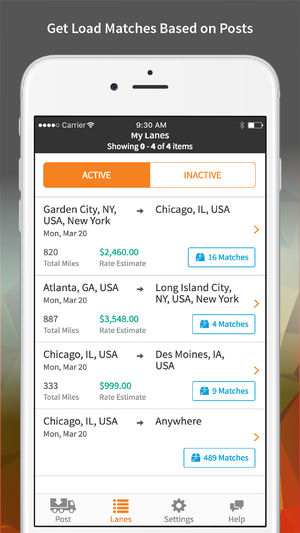 Get Load Matches Based on Posts
Carrier 9:30 AM
My Lanes
Showing 0 - 4 of 4 items
ACTIVE INACTIVE
Garden City, NY, → Chicago, IL, USA
USA, New York
Mon, Mar 20
820 $2,460.00
Total Miles Rate Estimate 16 Matches
Atlanta, GA, USA → Long Island City,
Mon, Mar 20 NY, USA, New York
887 $3,548.00
Total Miles Rate Estimate 4 Matches
Chicago, IL, USA → Des Moines, IA,
Mon, Mar 20 USA
333 $999.00
Total Miles Rate Estimate 9 Matches
Chicago, IL, USA → Anywhere
Mon, Mar 20
489 Matches
Post Lanes Settings Help